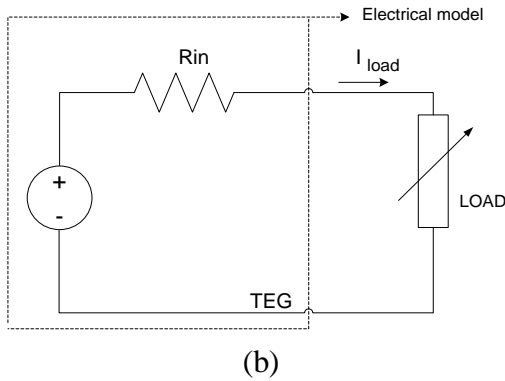 Electrical model
Rin
I load
+
-
LOAD
TEG
(b)